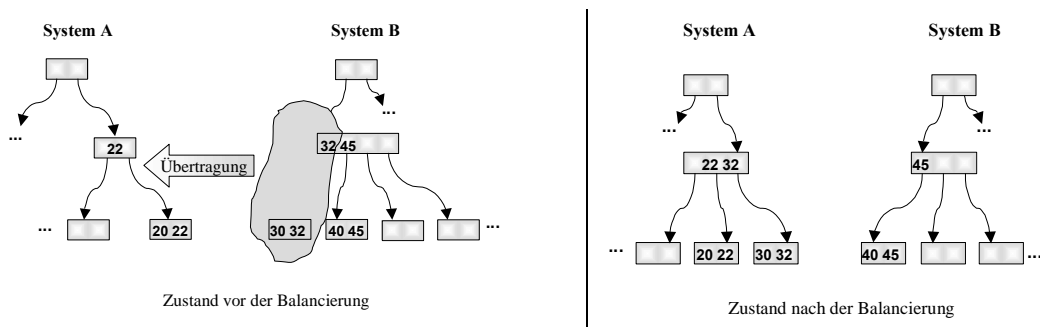 System A
System B
...
...
22
Übertragung
32 45
...
20 22
30 32
40 45
...
Zustand vor der Balancierung
System A
System B
...
...
22 32
45
...
20 22
30 32
40 45
...
Zustand nach der Balancierung